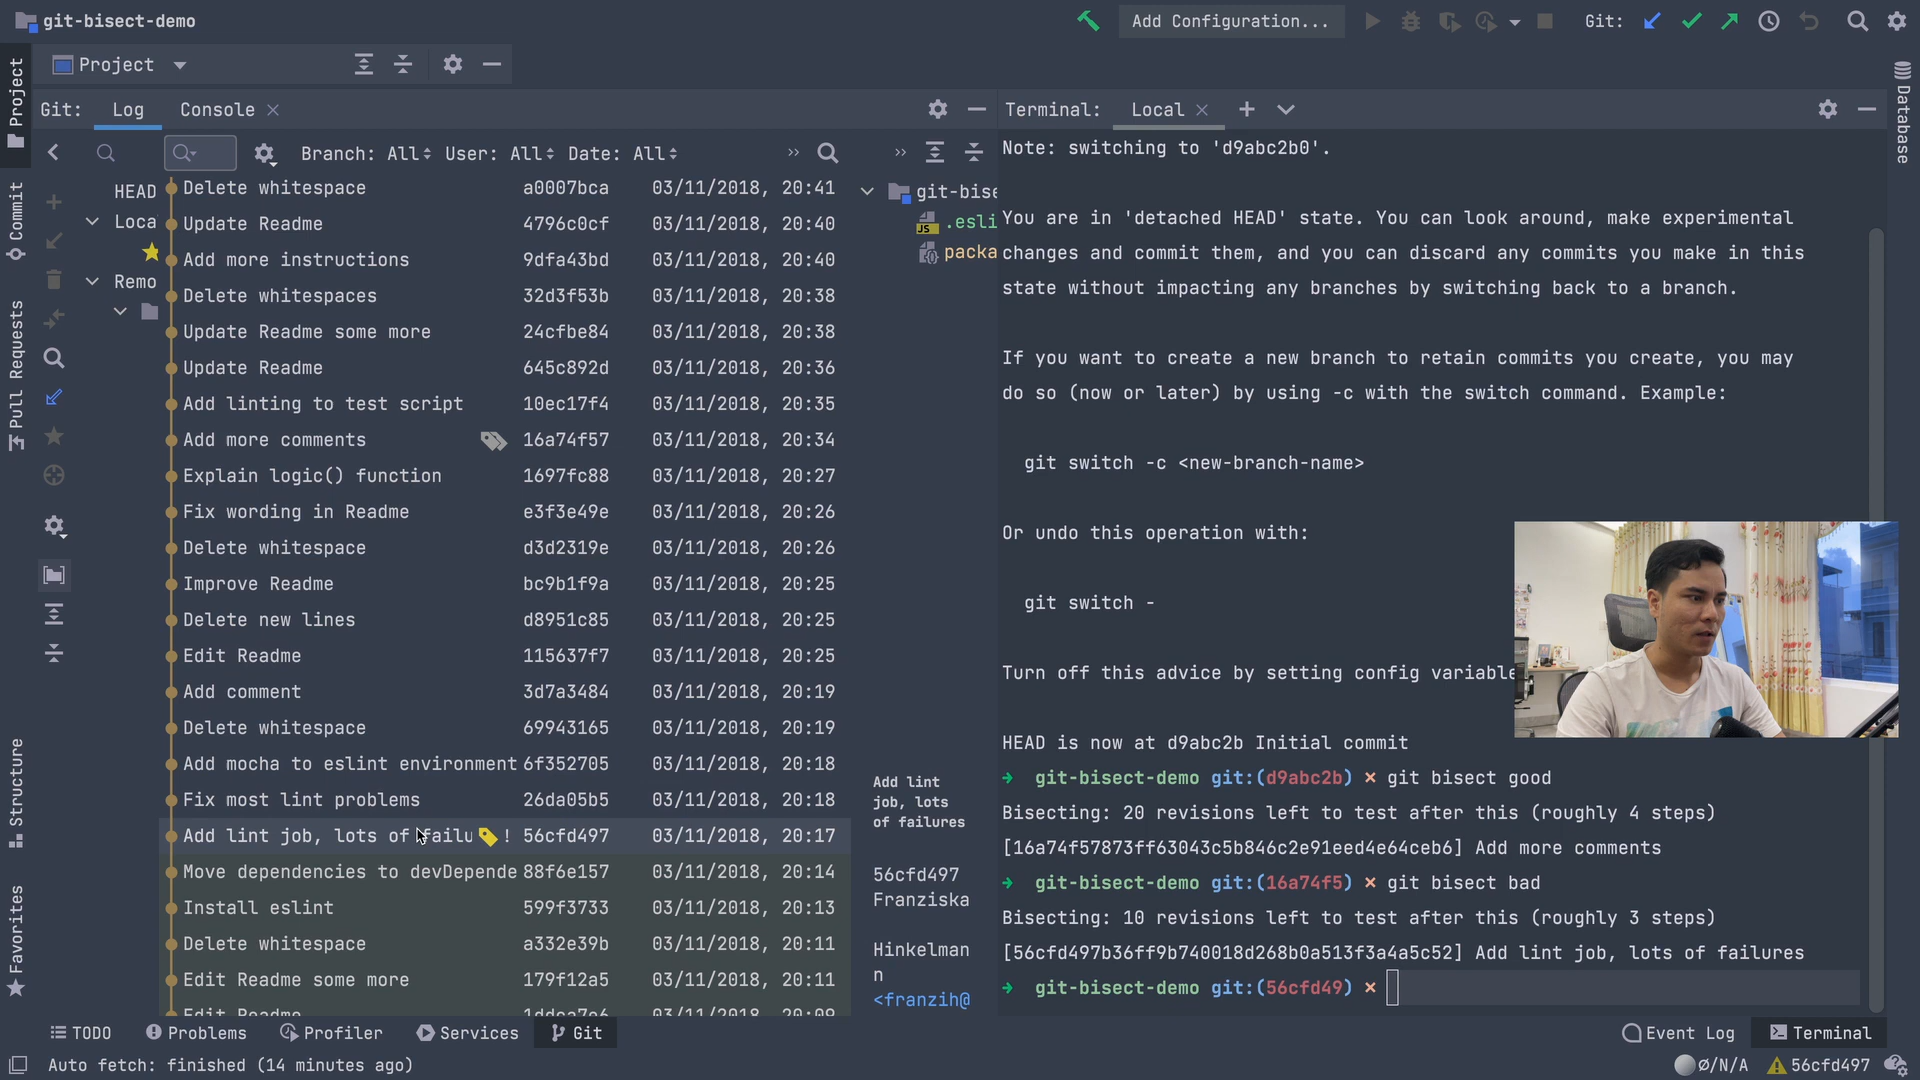 git-bisect-demo
Add Configuration...
Git:
Project
Git: Log Console
Terminal: Local
Branch: All User: All Date: All
HEAD
Loca
Remo
Delete whitespace a0007bca 03/11/2018, 20:41
Update Readme 4796c0cf 03/11/2018, 20:40
Add more instructions 9dfa43bd 03/11/2018, 20:40
Delete whitespaces 32d3f53b 03/11/2018, 20:38
Update Readme some more 24cfbe84 03/11/2018, 20:38
Update Readme 645c892d 03/11/2018, 20:36
Add linting to test script 10ec17f4 03/11/2018, 20:35
Add more comments 16a74f57 03/11/2018, 20:34
Explain logic() function 1697fc88 03/11/2018, 20:27
Fix wording in Readme e3f3e49e 03/11/2018, 20:26
Delete whitespace d3d2319e 03/11/2018, 20:26
Improve Readme bc9b1f9a 03/11/2018, 20:25
Delete new lines d8951c85 03/11/2018, 20:25
Edit Readme 115637f7 03/11/2018, 20:25
Add comment 3d7a3484 03/11/2018, 20:19
Delete whitespace 69943165 03/11/2018, 20:19
Add mocha to eslint environment 6f352705 03/11/2018, 20:18
Fix most lint problems 26da05b5 03/11/2018, 20:18
Add lint job, lots of failu ! 56cfd497 03/11/2018, 20:17
Move dependencies to devDepende 88f6e157 03/11/2018, 20:14
Install eslint 599f3733 03/11/2018, 20:13
Delete whitespace a332e39b 03/11/2018, 20:11
Edit Readme some more 179f12a5 03/11/2018, 20:11
Edit Readme 03/11/2018, 20:09
git-bise
.esli
packa
Add lint
job, lots
of failures
56cfd497
Franziska
Hinkelman
n
<franzih@
Note: switching to 'd9abc2b0'.
You are in 'detached HEAD' state. You can look around, make experimental
changes and commit them, and you can discard any commits you make in this
state without impacting any branches by switching back to a branch.
If you want to create a new branch to retain commits you create, you may
do so (now or later) by using -c with the switch command. Example:
git switch -c <new-branch-name>
Or undo this operation with:
git switch -
Turn off this advice by setting config variable
HEAD is now at d9abc2b Initial commit
➜ git-bisect-demo git:(d9abc2b) ✗ git bisect good
Bisecting: 20 revisions left to test after this (roughly 4 steps)
[16a74f57873ff63043c5b846c2e91eed4e64ceb6] Add more comments
➜ git-bisect-demo git:(16a74f5) ✗ git bisect bad
Bisecting: 10 revisions left to test after this (roughly 3 steps)
[56cfd497b36ff9b740018d268b0a513f3a4a5c52] Add lint job, lots of failures
➜ git-bisect-demo git:(56cfd49) ✗
Project
Commit
Pull Requests
Structure
Favorites
Database
TODO Problems Profiler Services Git
Event Log Terminal
Auto fetch: finished (14 minutes ago)
Ø/N/A 56cfd497